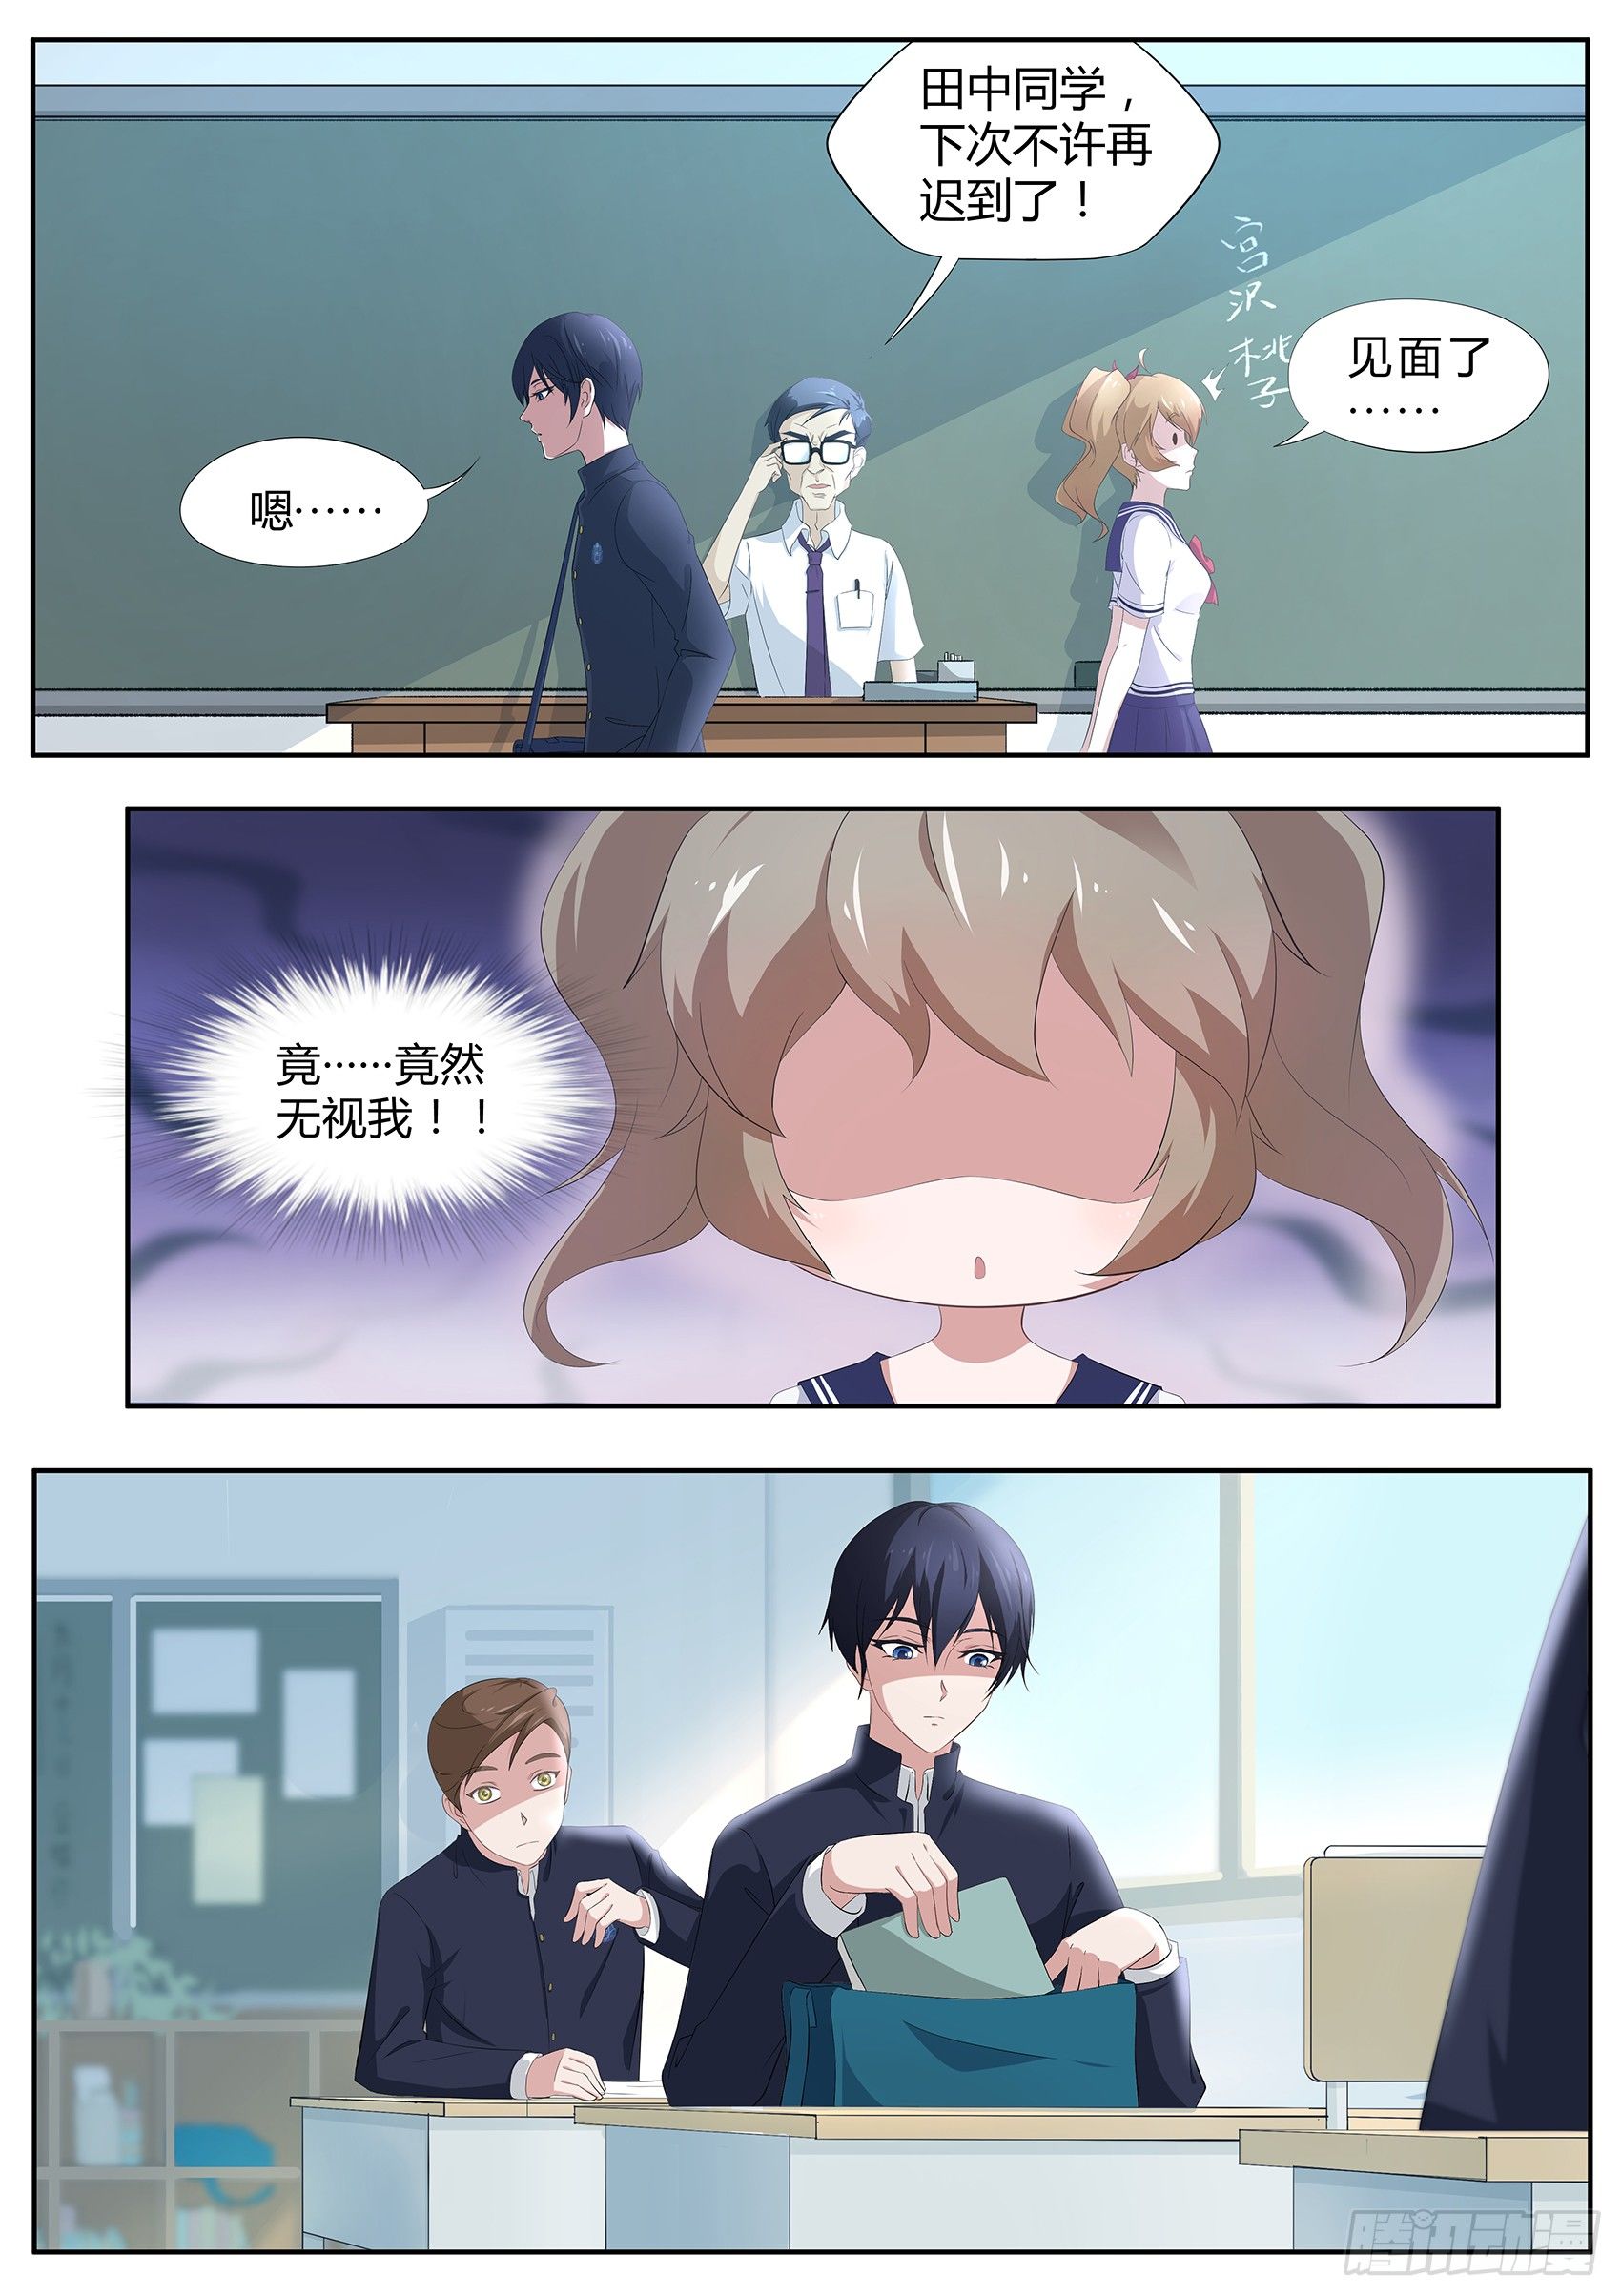 田中同学，
下次不许再
迟到了！
宫沢
桃子
见面了
……
嗯……
竟……竟然
无视我！！
腾讯动漫